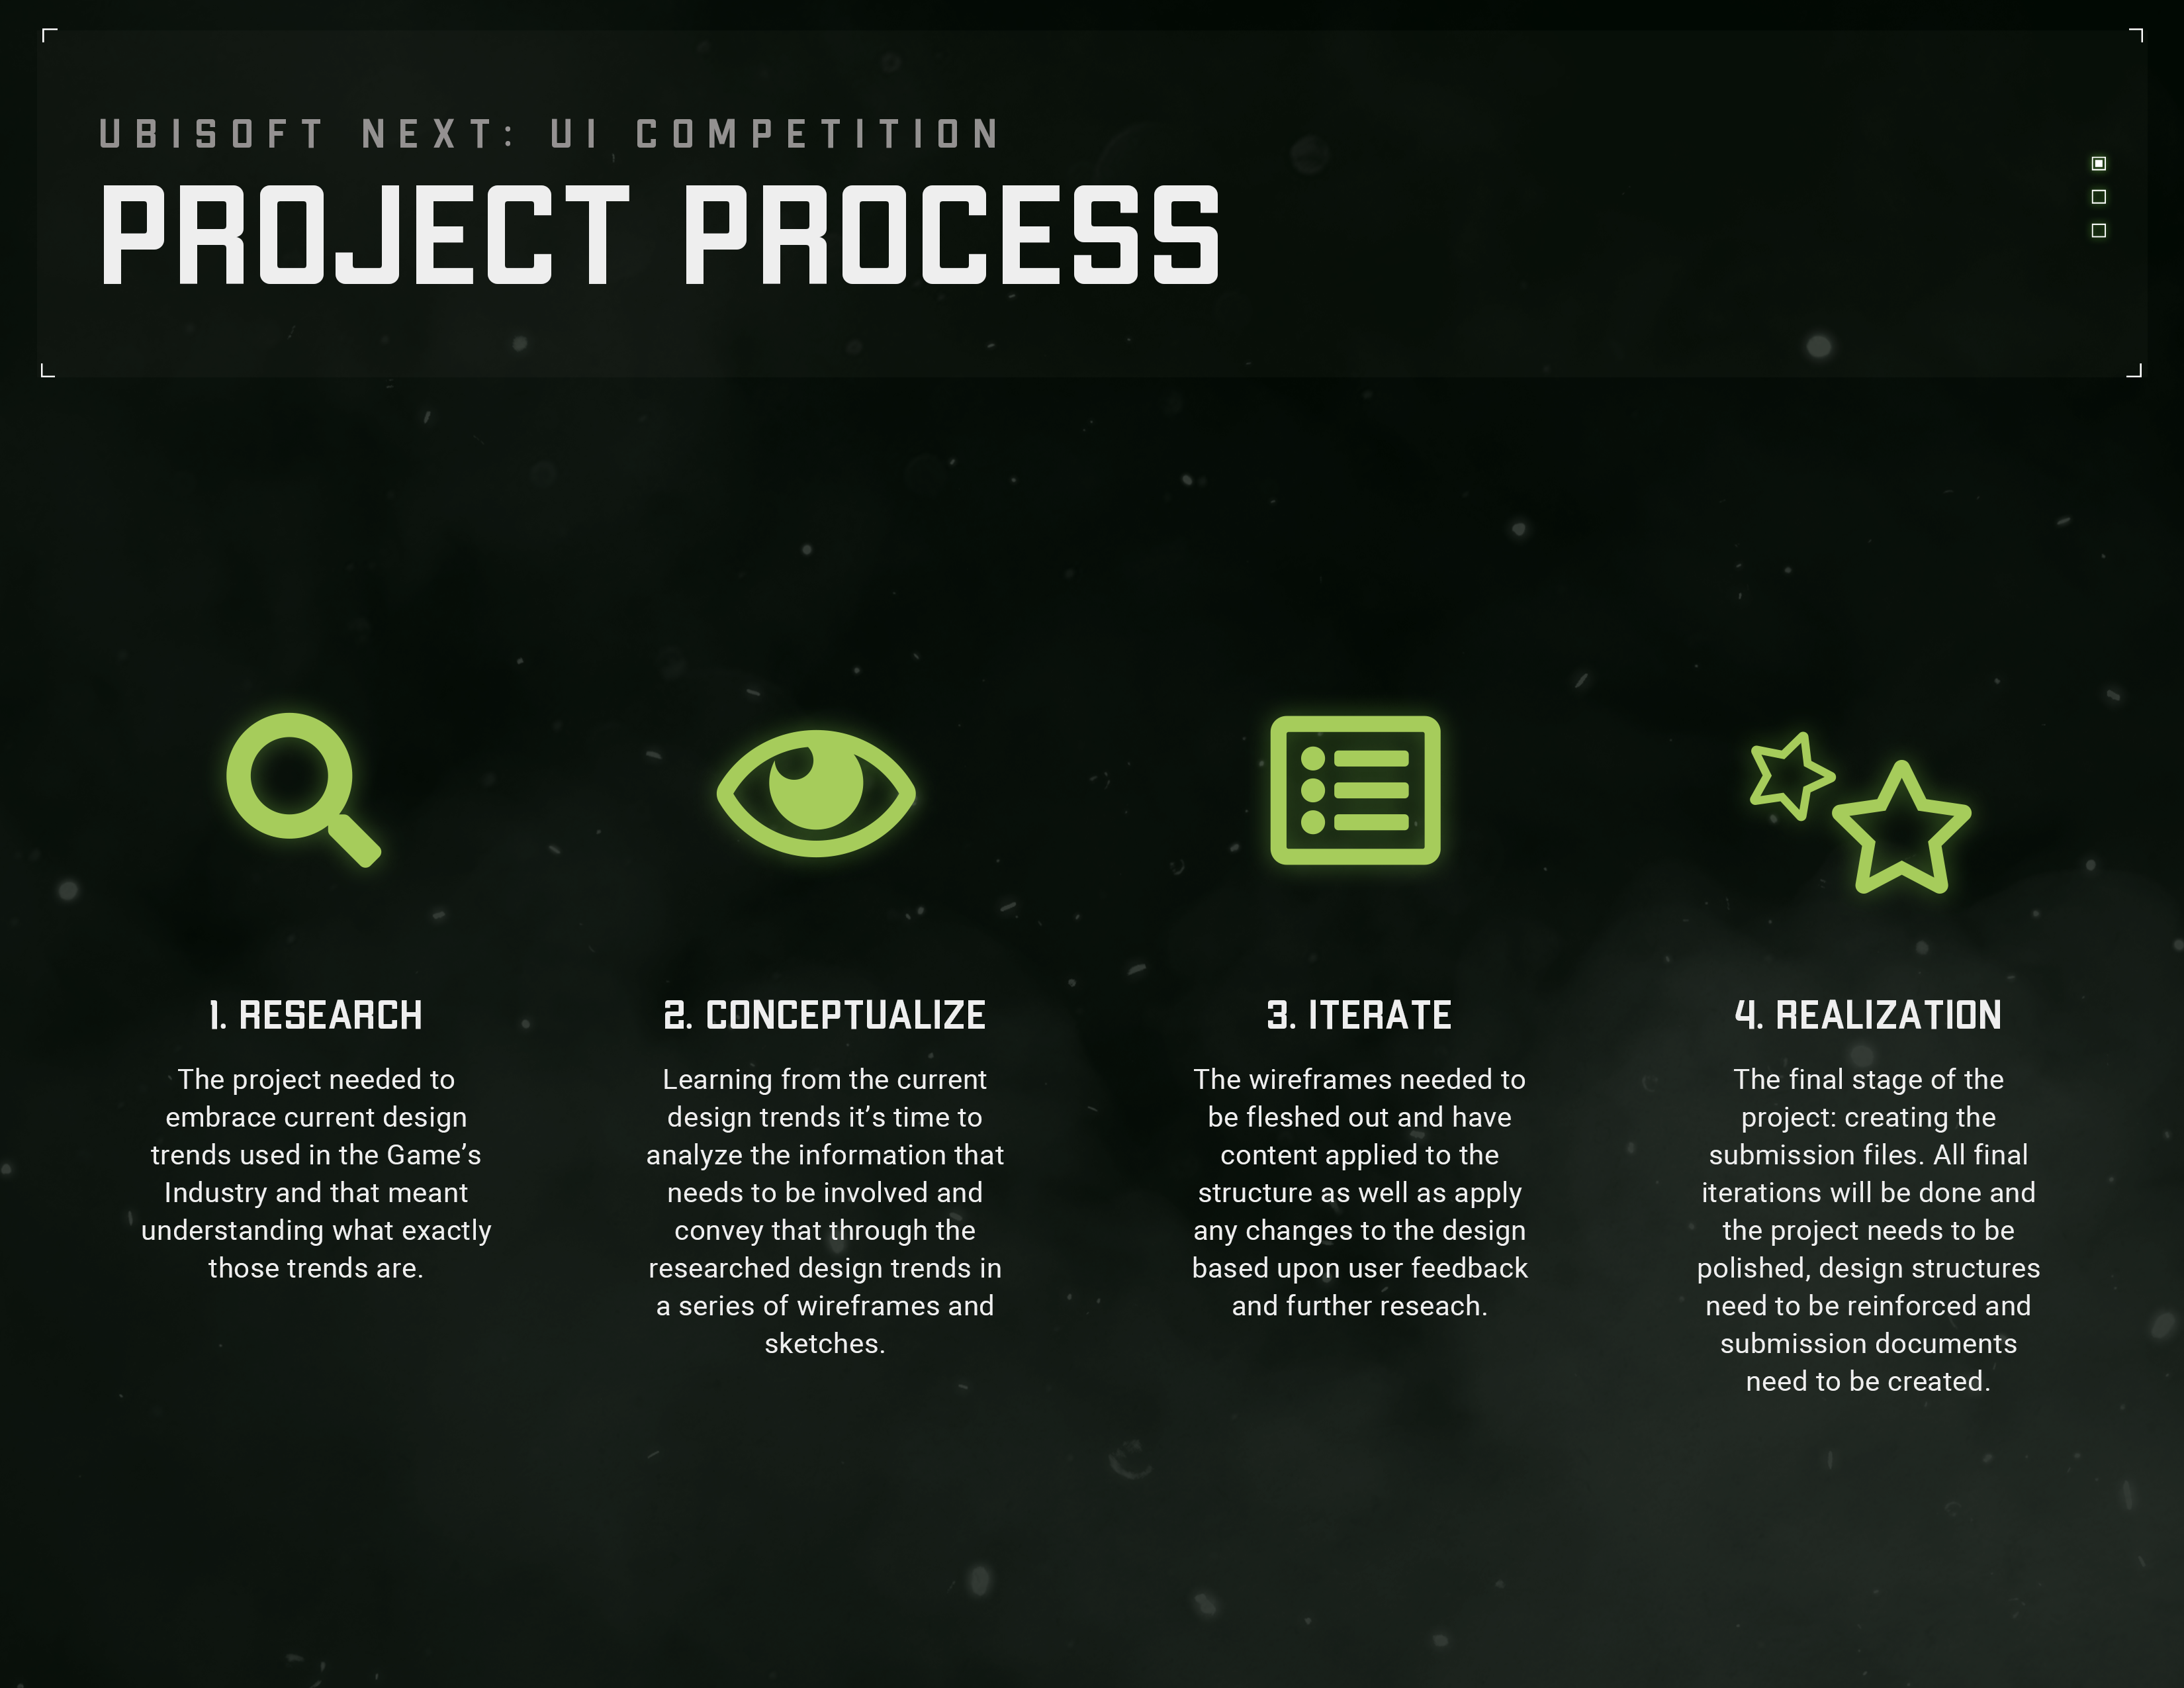 UBISOFT NEXT: UI COMPETITION
PROJECT PROCESS
1. RESEARCH
The project needed to
embrace current design
trends used in the Game’s
Industry and that meant
understanding what exactly
those trends are.
2. CONCEPTUALIZE
Learning from the current
design trends it’s time to
analyze the information that
needs to be involved and
convey that through the
researched design trends in
a series of wireframes and
sketches.
3. ITERATE
The wireframes needed to
be fleshed out and have
content applied to the
structure as well as apply
any changes to the design
based upon user feedback
and further reseach.
4. REALIZATION
The final stage of the
project: creating the
submission files. All final
iterations will be done and
the project needs to be
polished, design structures
need to be reinforced and
submission documents
need to be created.